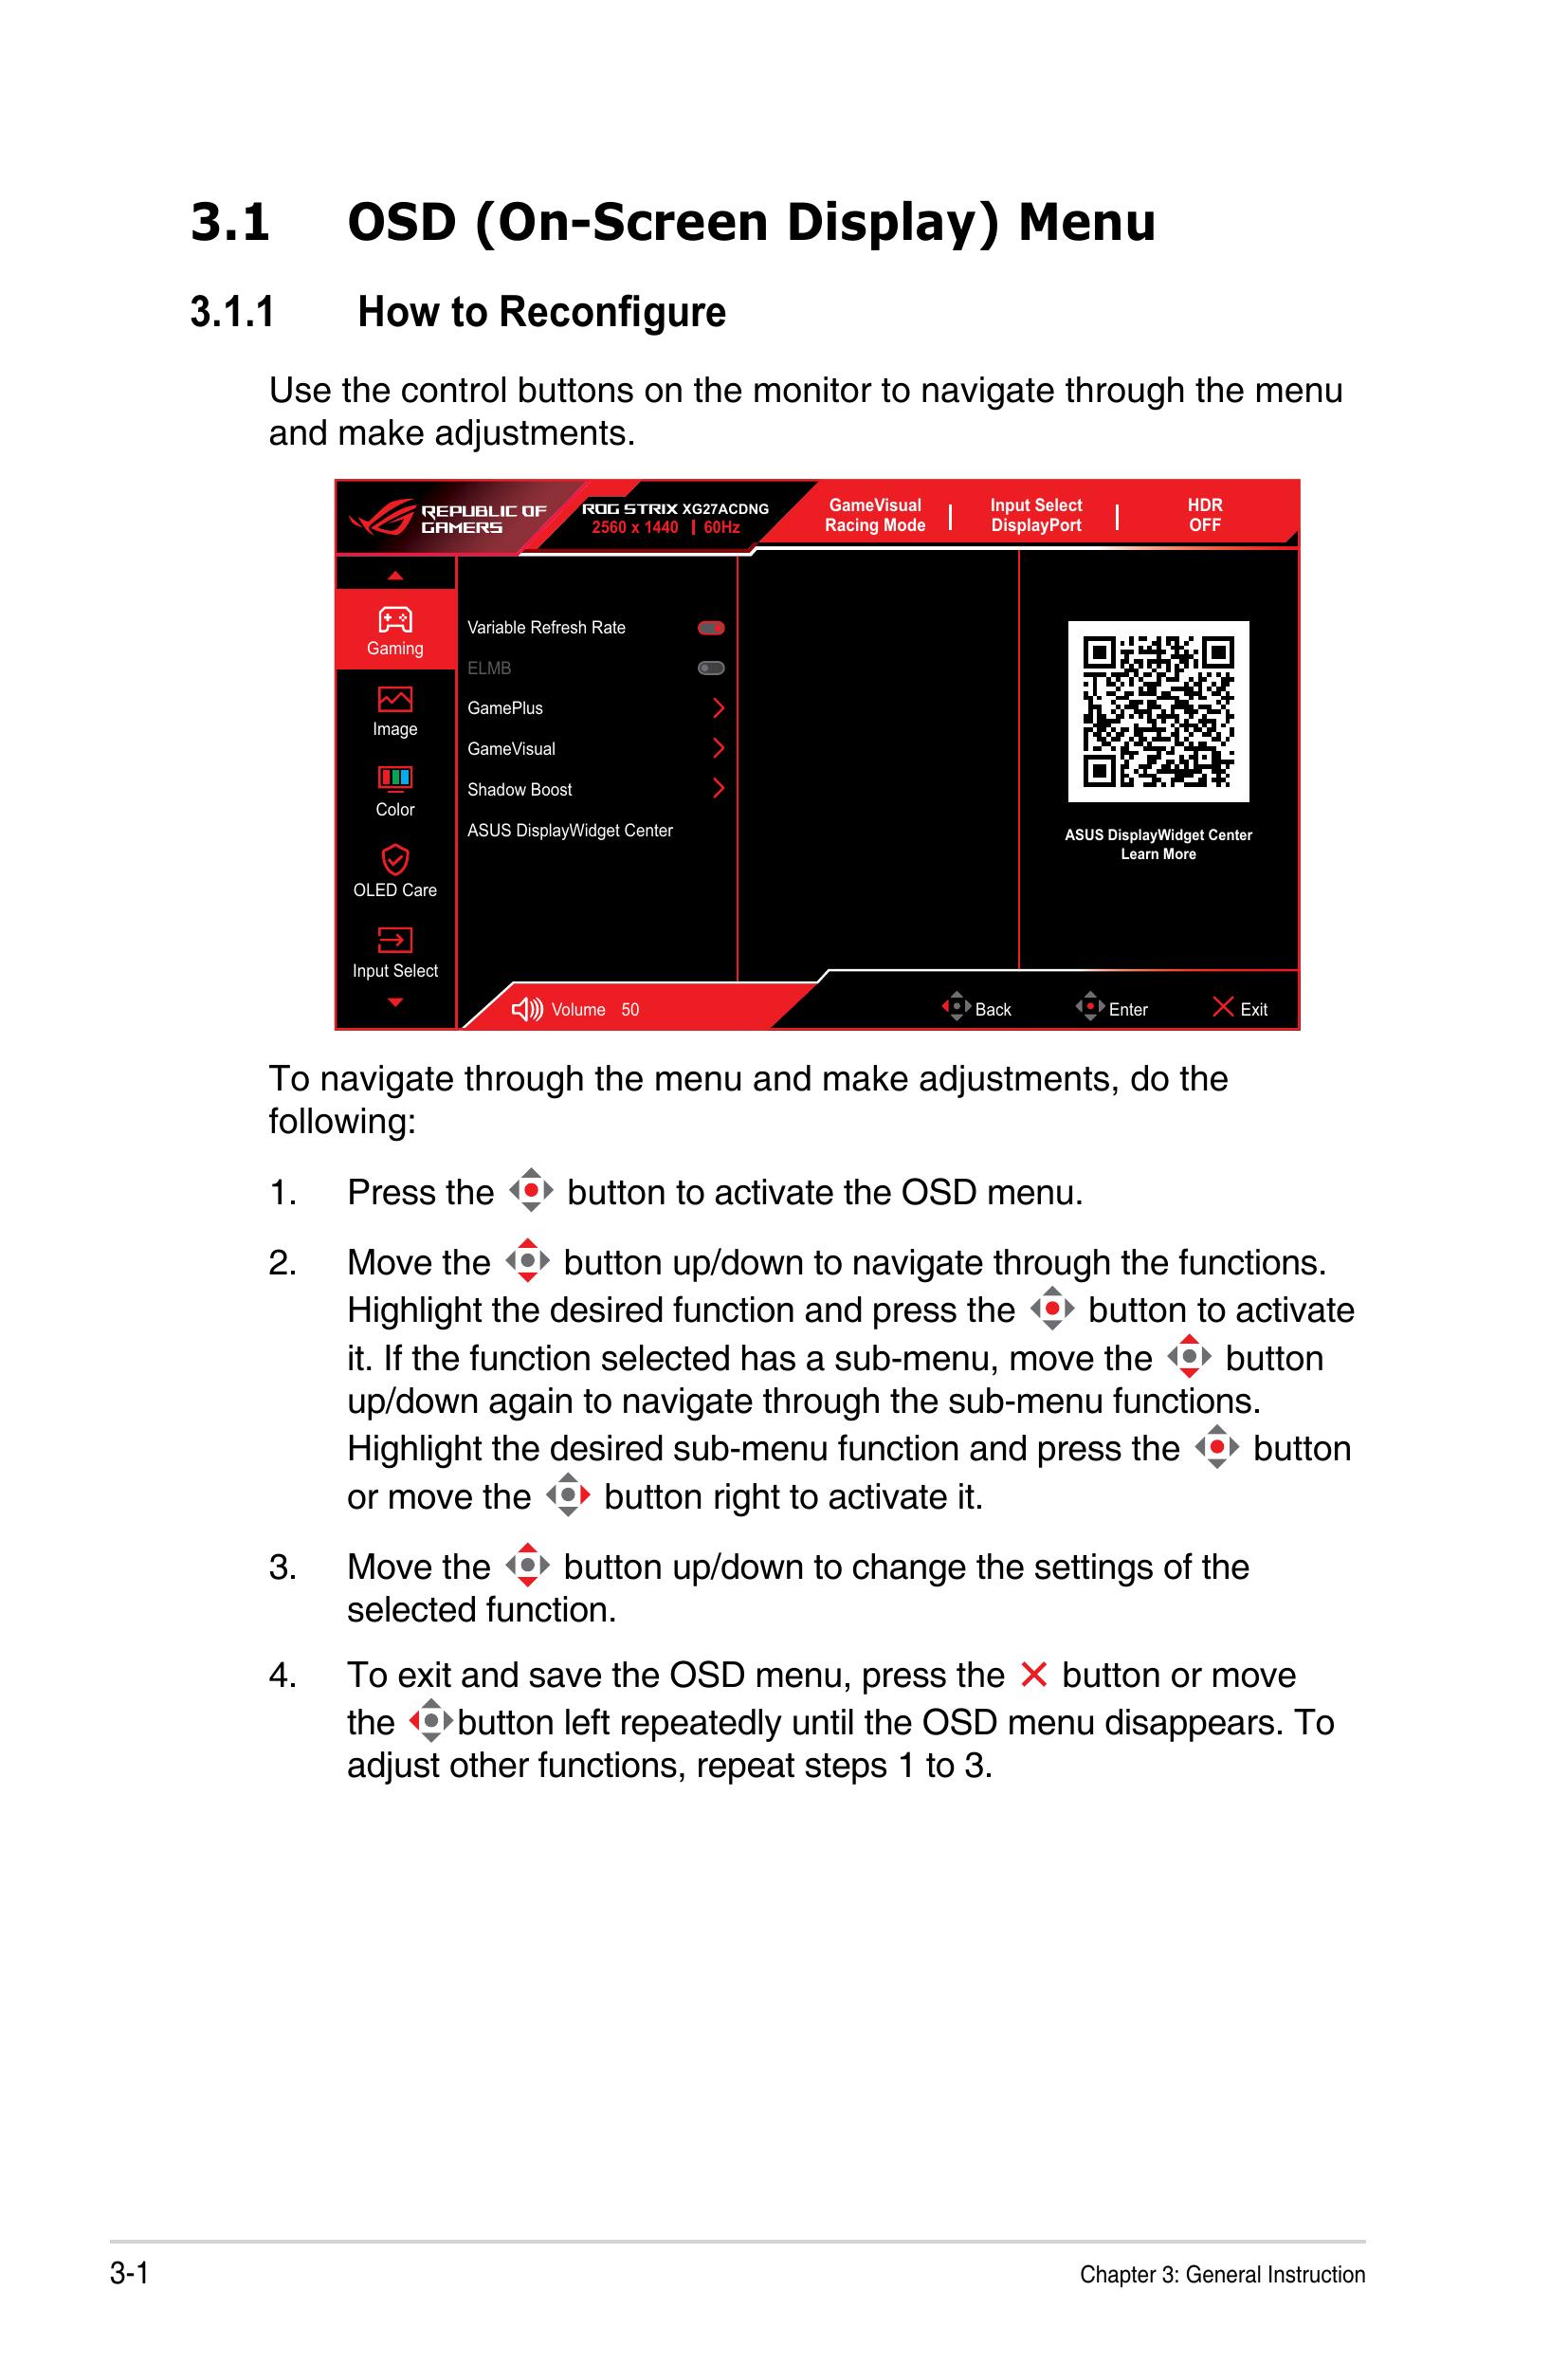 3.1 OSD (On-Screen Display) Menu
3.1.1 How to Reconfigure
Use the control buttons on the monitor to navigate through the menu
and make adjustments.
REPUBLIC OF
GAMERS
ROG STRIX XG27ACDNG
2560 x 1440 | 60Hz
GameVisual
Racing Mode
Input Select
DisplayPort
HDR
OFF
Gaming
Image
Color
OLED Care
Input Select
Variable Refresh Rate
ELMB
GamePlus
GameVisual
Shadow Boost
ASUS DisplayWidget Center
ASUS DisplayWidget Center
Learn More
Volume 50
Back
Enter
Exit
To navigate through the menu and make adjustments, do the
following:
1. Press the button to activate the OSD menu.
2. Move the button up/down to navigate through the functions.
Highlight the desired function and press the button to activate
it. If the function selected has a sub-menu, move the button
up/down again to navigate through the sub-menu functions.
Highlight the desired sub-menu function and press the button
or move the button right to activate it.
3. Move the button up/down to change the settings of the
selected function.
4. To exit and save the OSD menu, press the button or move
the button left repeatedly until the OSD menu disappears. To
adjust other functions, repeat steps 1 to 3.
3-1
Chapter 3: General Instruction